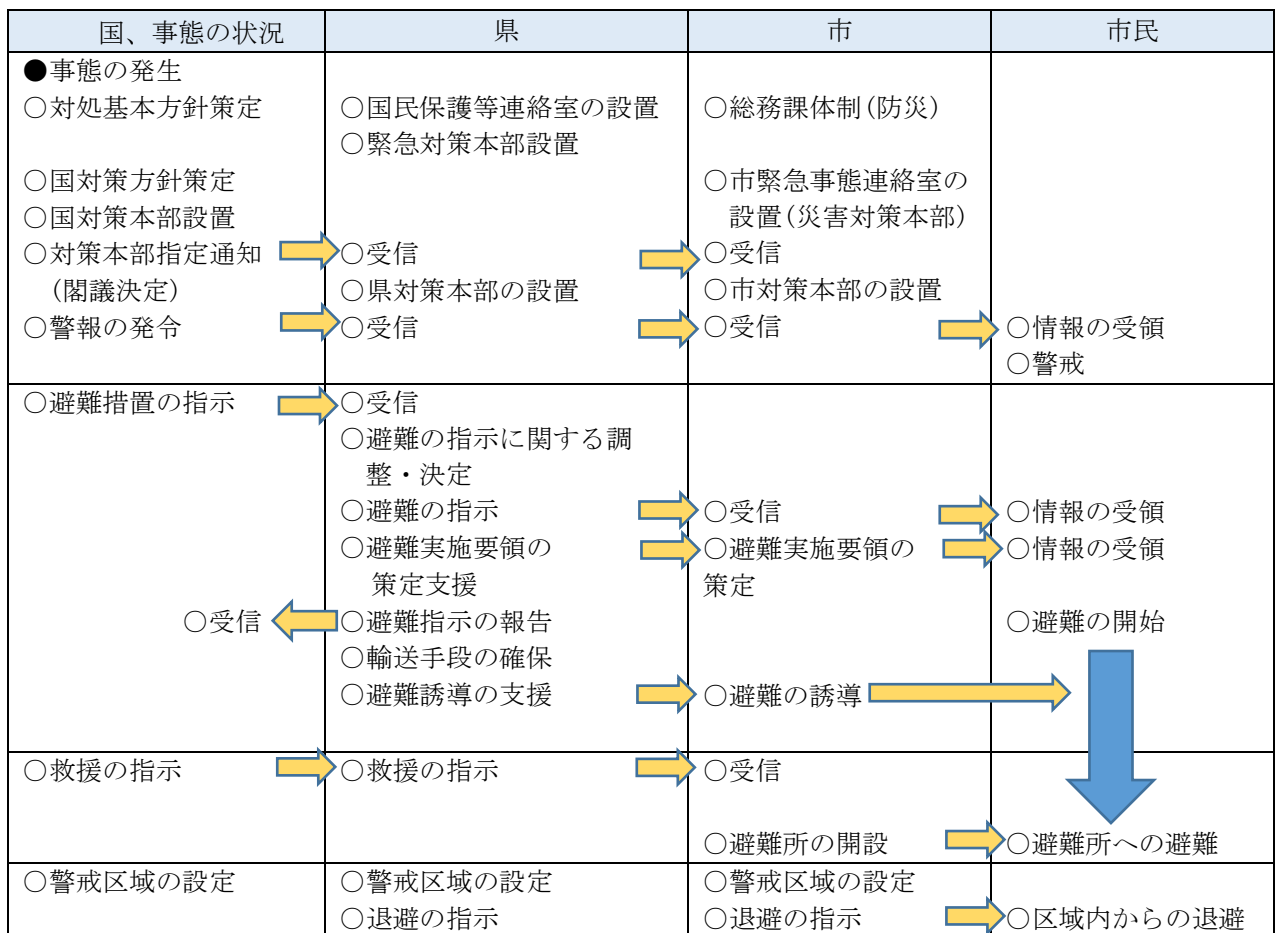 国、事態の状況 県 市 市民
●事態の発生
○対処基本方針策定 ○国民保護等連絡室の設置 ○総務課体制(防災)
○緊急対策本部設置
○国対策方針策定 ○市緊急事態連絡室の
○国対策本部設置 設置(災害対策本部)
○対策本部指定通知 ○受信 ○受信
(閣議決定) ○県対策本部の設置 ○市対策本部の設置
○警報の発令 ○受信 ○受信 ○情報の受領
○警戒
○避難措置の指示 ○受信
○避難の指示に関する調
整・決定
○避難の指示 ○受信 ○情報の受領
○避難実施要領の ○避難実施要領の ○情報の受領
策定支援 策定
○受信 ○避難指示の報告 ○避難の開始
○輸送手段の確保
○避難誘導の支援 ○避難の誘導
○救援の指示 ○救援の指示 ○受信
○避難所の開設 ○避難所への避難
○警戒区域の設定 ○警戒区域の設定 ○警戒区域の設定
○退避の指示 ○退避の指示 ○区域内からの退避